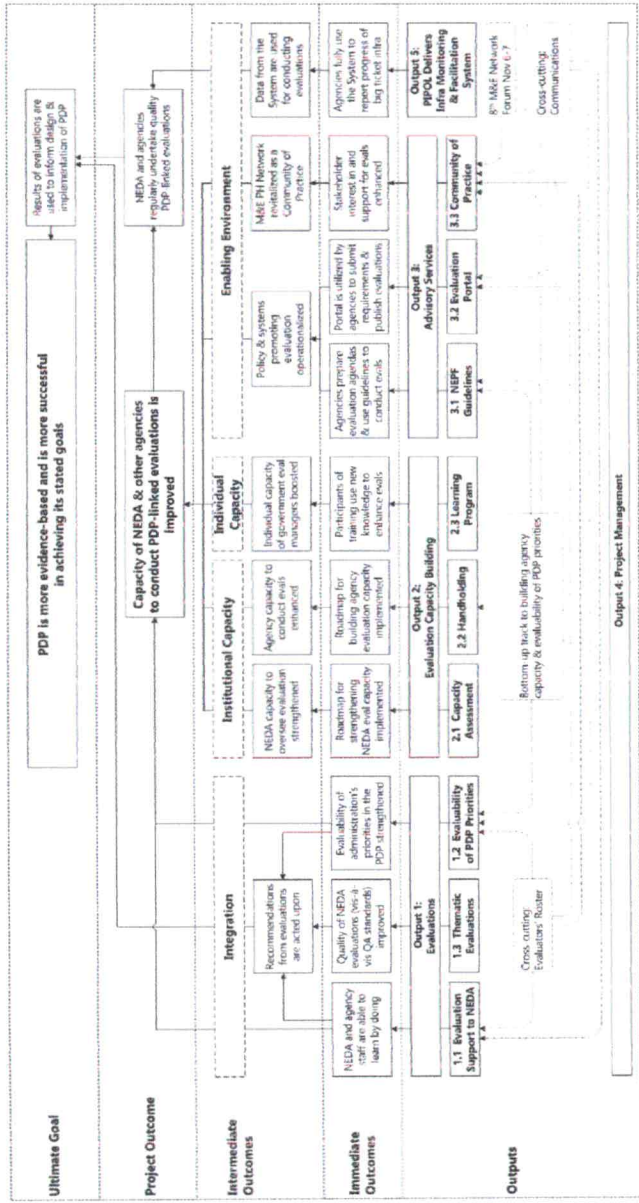 Ultimate Goal
PDP is more evidence-based and is more successful
in achieving its stated goals
Results of evaluations are
used to inform design &
implementation of PDP
Project Outcome
Capacity of NEDA & other agencies
to conduct PDP-linked evaluations is
Improved
NEDA and agencies
regularly undertake quality
PDP-linked evaluations
Intermediate
Outcomes
Integration
Institutional Capacity
Individual
Capacity
Enabling Environment
Recommendations
from evaluations
are acted upon
NEDA capacity to
oversee evaluation
strengthened
Agency capacity to
conduct evals
enhanced
Individual capacity
of government eval
managers boosted
Policy & systems
promoting
evaluation
operationalized
M&E PH Network
revitalized as a
Community of
Practice
Data from the
System are used
for conducting
evaluations
Immediate
Outcomes
NEDA and agency
staff are able to
learn by doing
Quality of NEDA
evaluations (vis-à-
vis QA standards)
improved
Evaluability of
administration's
priorities in the
PDP strengthened
Roadmap for
strengthening
NEDA eval capacity
implemented
Roadmap for
building agency
evaluation capacity
implemented
Participants of
training use new
knowledge to
enhance evals
Agencies prepare
evaluation agendas
& use guidelines to
conduct evals
Portal is utilized by
agencies to submit
requirements &
publish evaluations
Stakeholder
interest in and
support for evals
enhanced
Agencies fully use
the System to
report progress of
big ticket infra
Outputs
Output 1:
Evaluations
Output 2:
Evaluation Capacity Building
Output 3:
Advisory Services
Output 5:
PIPOL Delivers
Infra Monitoring
& Facilitation
System
1.1 Evaluation
Support to NEDA
1.3 Thematic
Evaluations
1.2 Evaluability
of PDP Priorities
2.1 Capacity
Assessment
2.2 Handholding
2.3 Learning
Program
3.1 NEPF
Guidelines
3.2 Evaluation
Portal
3.3 Community of
Practice
8th M&E Network
Forum Nov 6-7
Cross-cutting:
Evaluators' Roster
Bottom-up track to building agency
capacity & evaluability of PDP priorities
Cross-cutting:
Communications
Output 4. Project Management